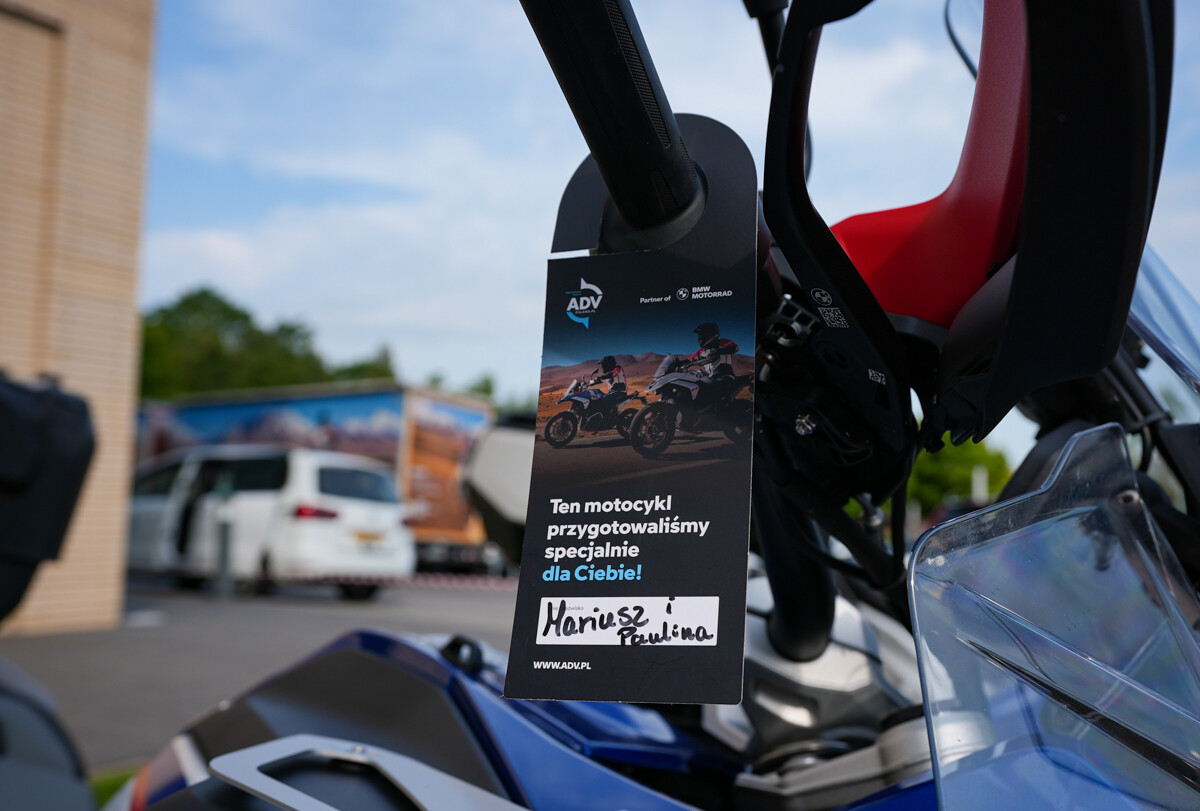 ADV
Partner of BMW
MOTORRAD
Ten motocykl
przygotowaliśmy
specjalnie
dla Ciebie!
Mariusz i
Paulina
WWW.ADV.PL